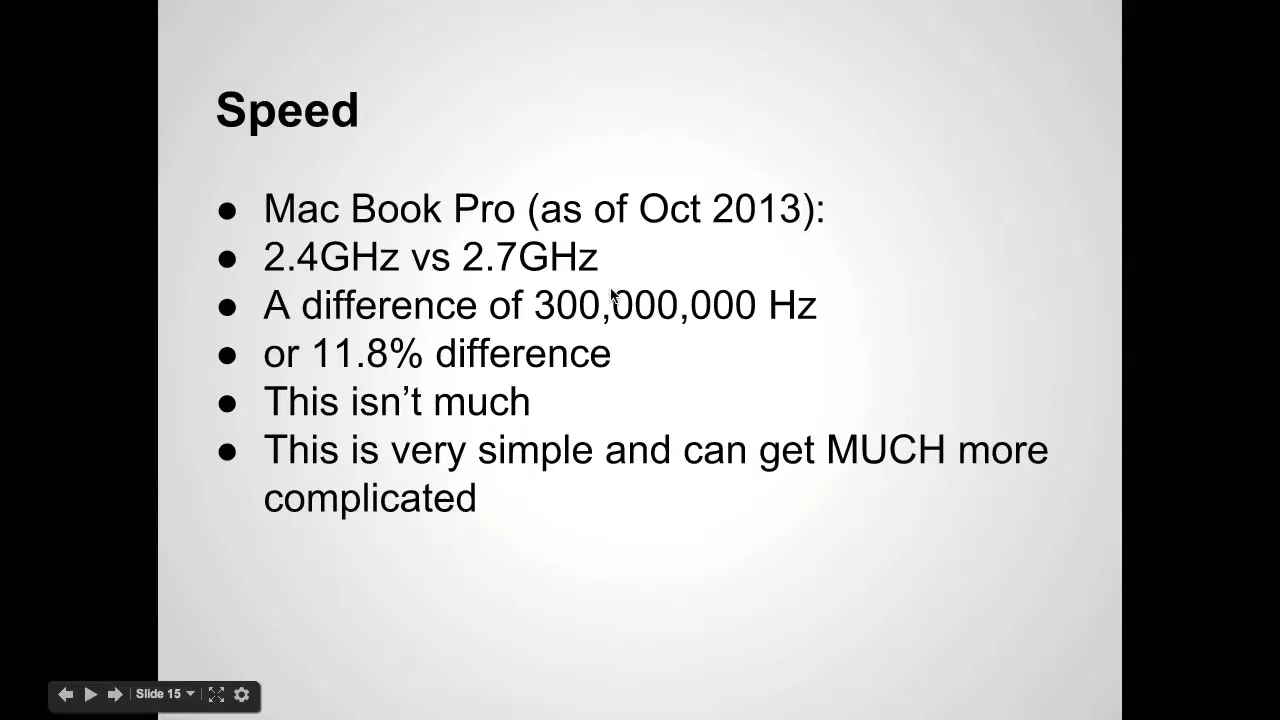 Speed
● Mac Book Pro (as of Oct 2013):
● 2.4GHz vs 2.7GHz
● A difference of 300,000,000 Hz
● or 11.8% difference
● This isn’t much
● This is very simple and can get MUCH more
complicated
Slide 15